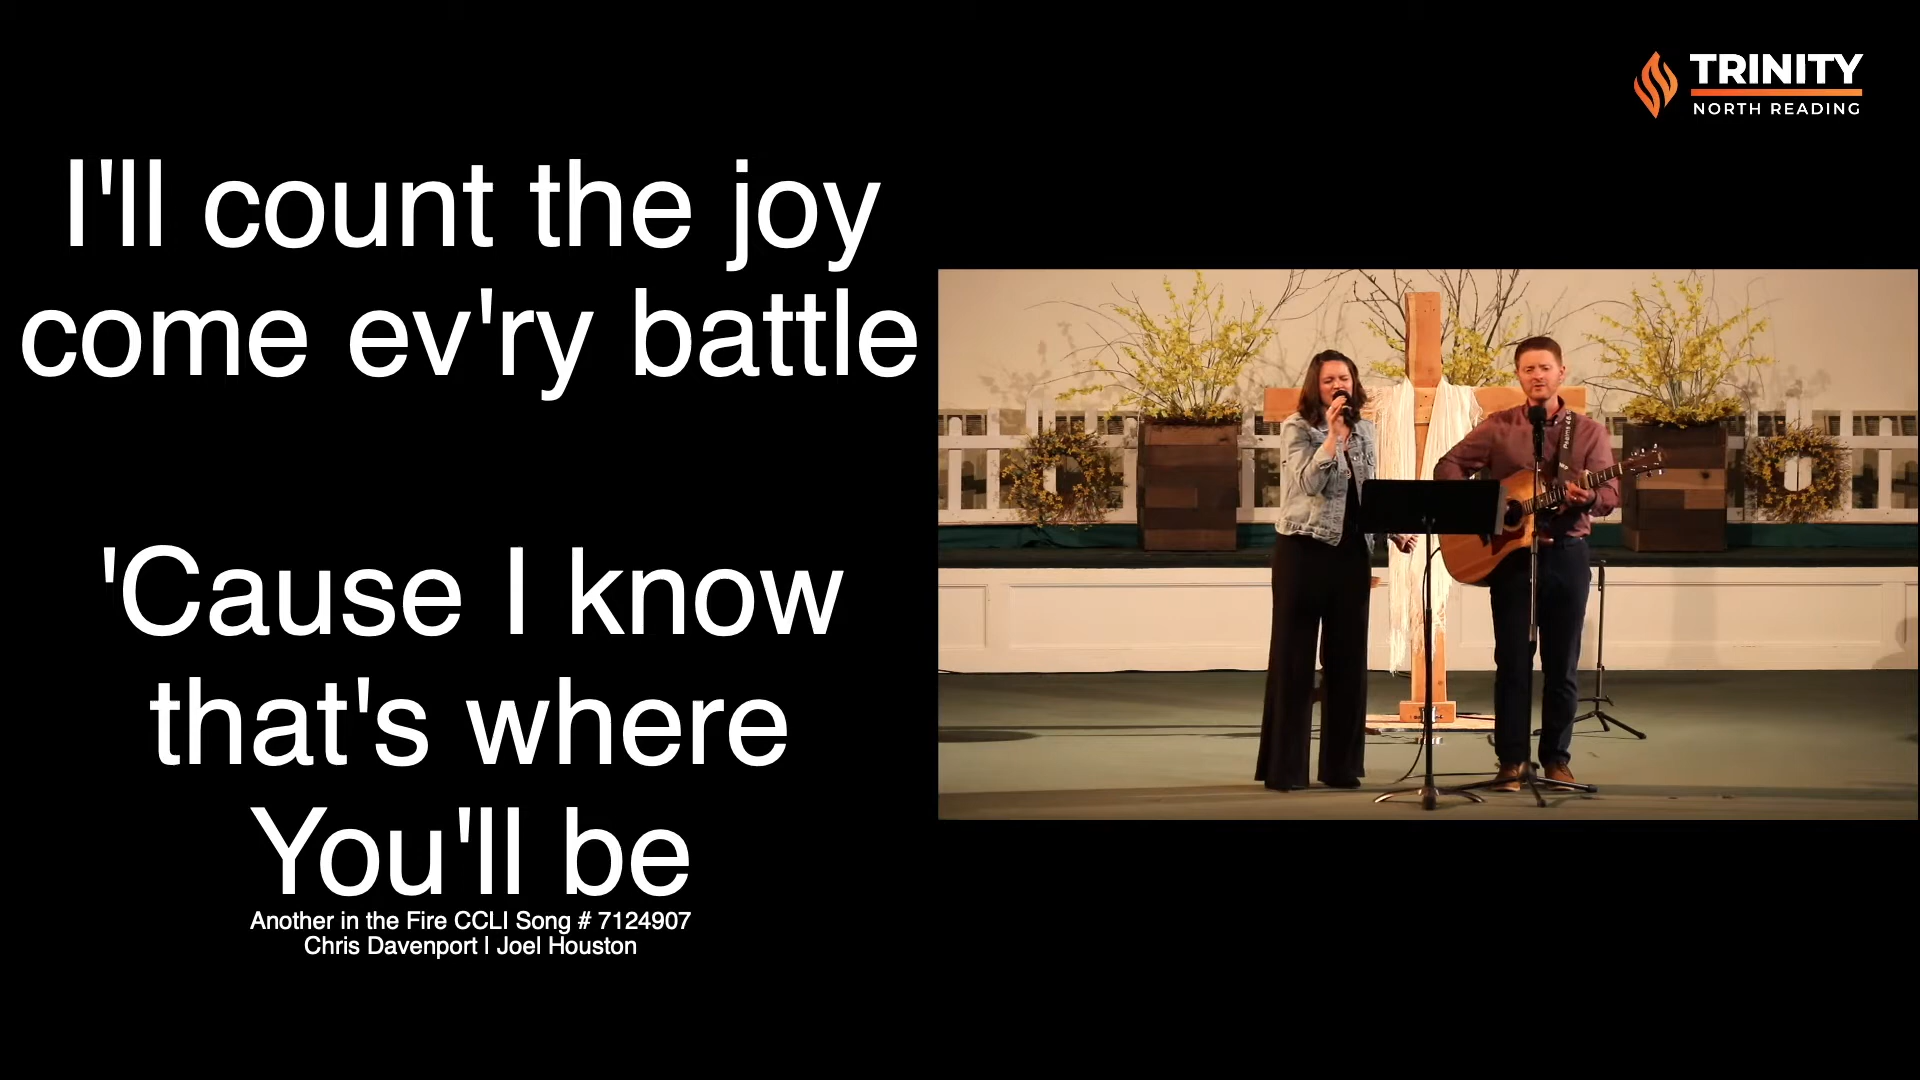 TRINITY
NORTH READING
I'll count the joy
come ev'ry battle
'Cause I know
that's where
You'll be
Another in the Fire CCLI Song # 7124907
Chris Davenport | Joel Houston